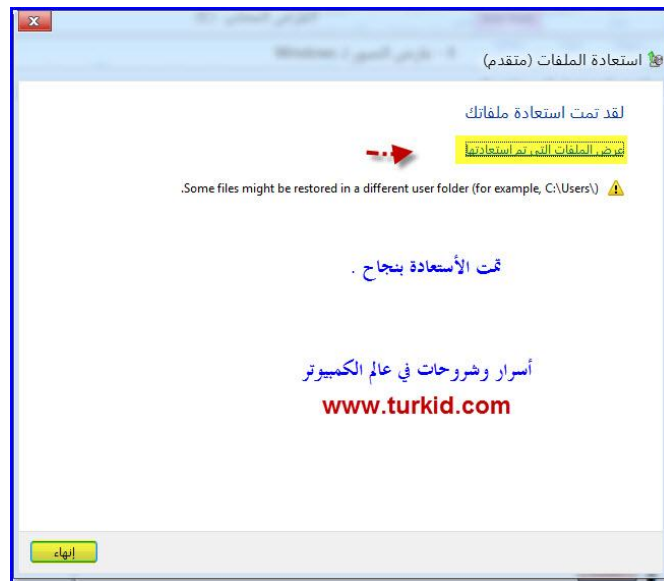 استعادة الملفات (متقدم)
لقد تمت استعادة ملفاتك
عرض الملفات التي تم استعادتها
.Some files might be restored in a different user folder (for example, C:\Users\)
تمت الأستعادة بنجاح .
أسرار وشروحات في عالم الكمبيوتر
www.turkid.com
إنهاء